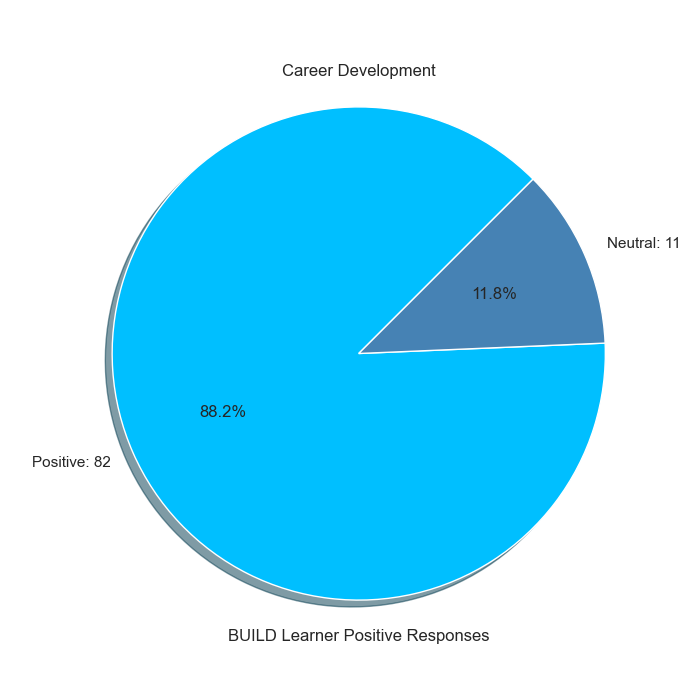 Career Development
Neutral: 11
11.8%
88.2%
Positive: 82
BUILD Learner Positive Responses